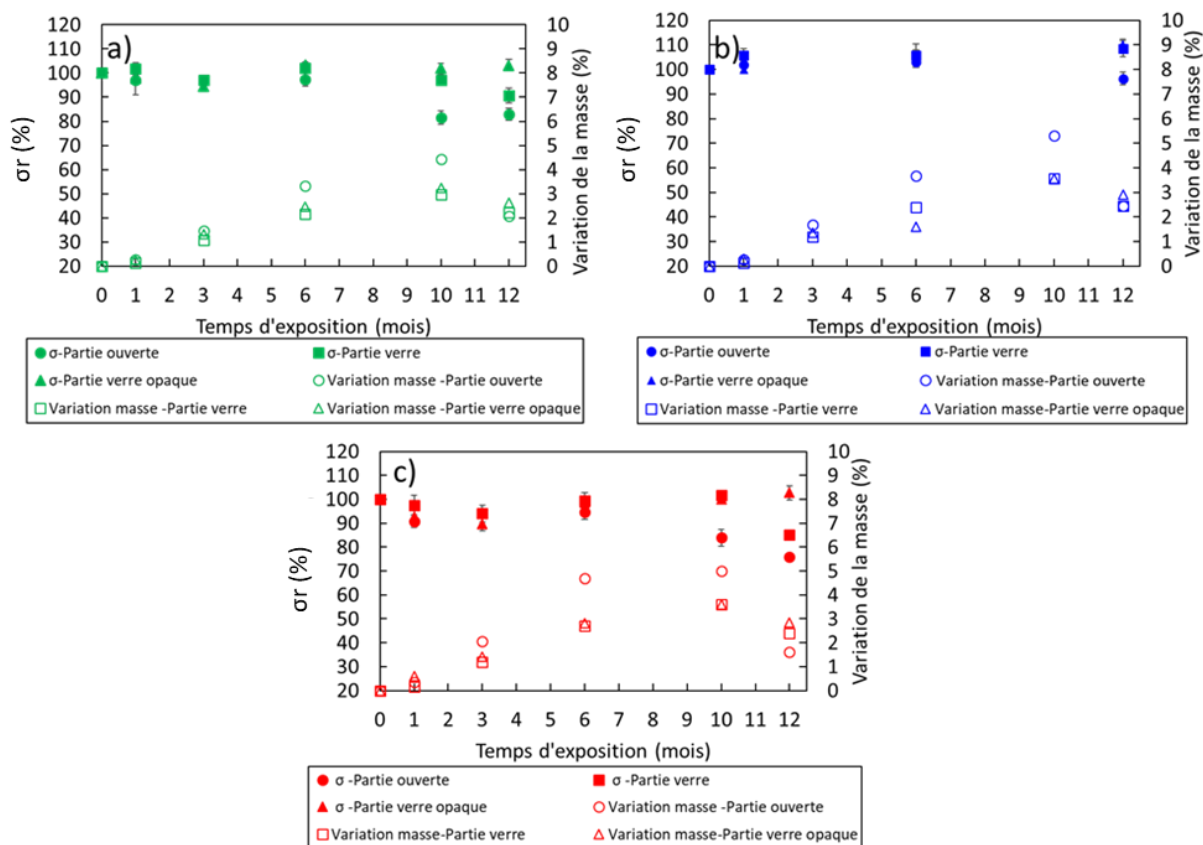 a)
120
110
100
90
80
70
60
50
40
30
20
σr (%)
10
9
8
7
6
5
4
3
2
1
0
Variation de la masse (%)
0 1 2 3 4 5 6 7 8 9 10 11 12
Temps d'exposition (mois)
σ-Partie ouverte
σ-Partie verre
σ-Partie verre opaque
Variation masse -Partie ouverte
Variation masse -Partie verre
Variation masse -Partie verre opaque
b)
120
110
100
90
80
70
60
50
40
30
20
σr (%)
10
9
8
7
6
5
4
3
2
1
0
Variation de la masse (%)
0 1 2 3 4 5 6 7 8 9 10 11 12
Temps d'exposition (mois)
σ-Partie ouverte
σ-Partie verre
σ-Partie verre opaque
Variation masse-Partie ouverte
Variation masse-Partie verre
Variation masse-Partie verre opaque
c)
120
110
100
90
80
70
60
50
40
30
20
σr (%)
10
9
8
7
6
5
4
3
2
1
0
Variation de la masse (%)
0 1 2 3 4 5 6 7 8 9 10 11 12
Temps d'exposition (mois)
σ -Partie ouverte
σ -Partie verre
σ -Partie verre opaque
Variation masse -Partie ouverte
Variation masse-Partie verre
Variation masse-Partie verre opaque